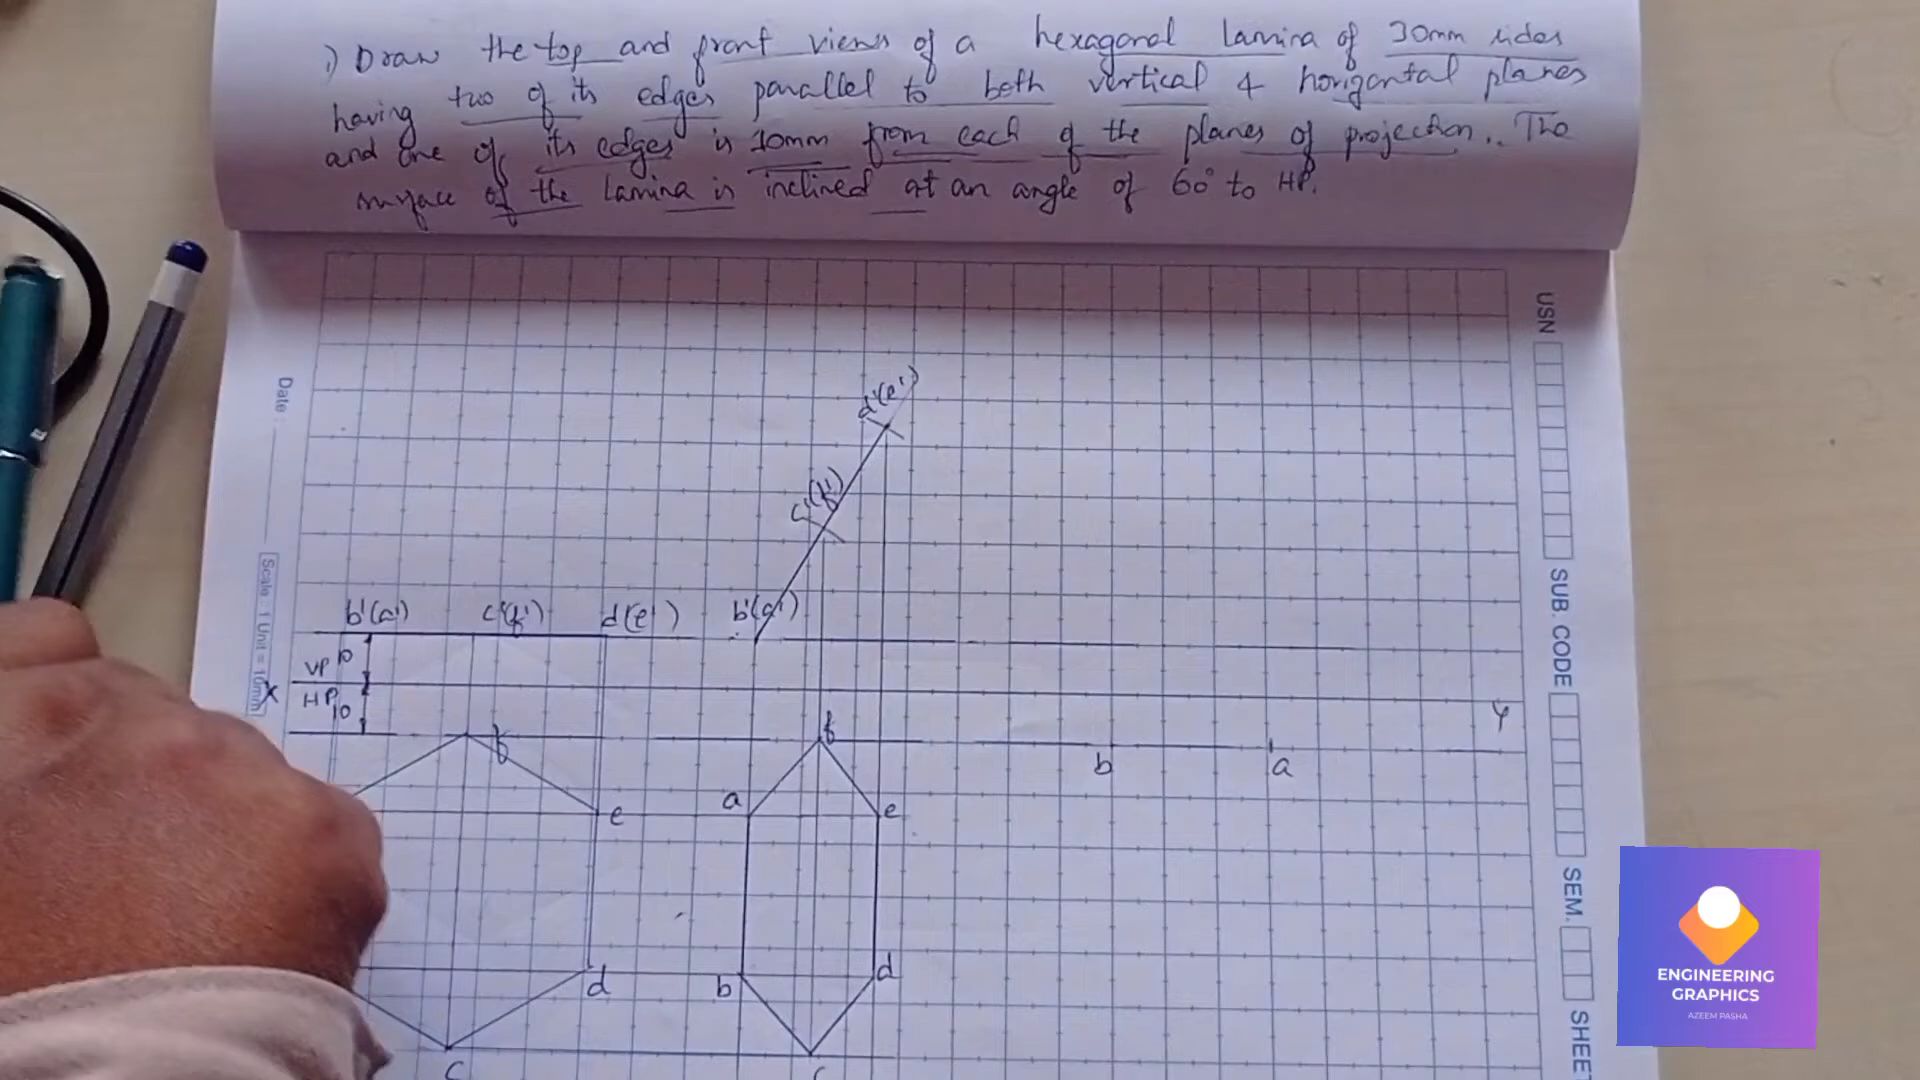 1) Draw the top and front views of a hexagonal lamina of 30mm sides
having two of its edges parallel to both vertical & horizontal planes
and one of its edges is 10mm from each of the planes of projection. The
surface of the lamina is inclined at an angle of 60° to HP.
USN
Date:
d'(e')
c'(f')
b'(a') c'(f') d'(e') b'(a')
SUB. CODE
Scale : 1 Unit = 10mm
VP 10
X HP 10
Y
f f
b a
a e
e
SEM.
d b d
c c
SHEET
ENGINEERING
GRAPHICS
AZEEM PASHA